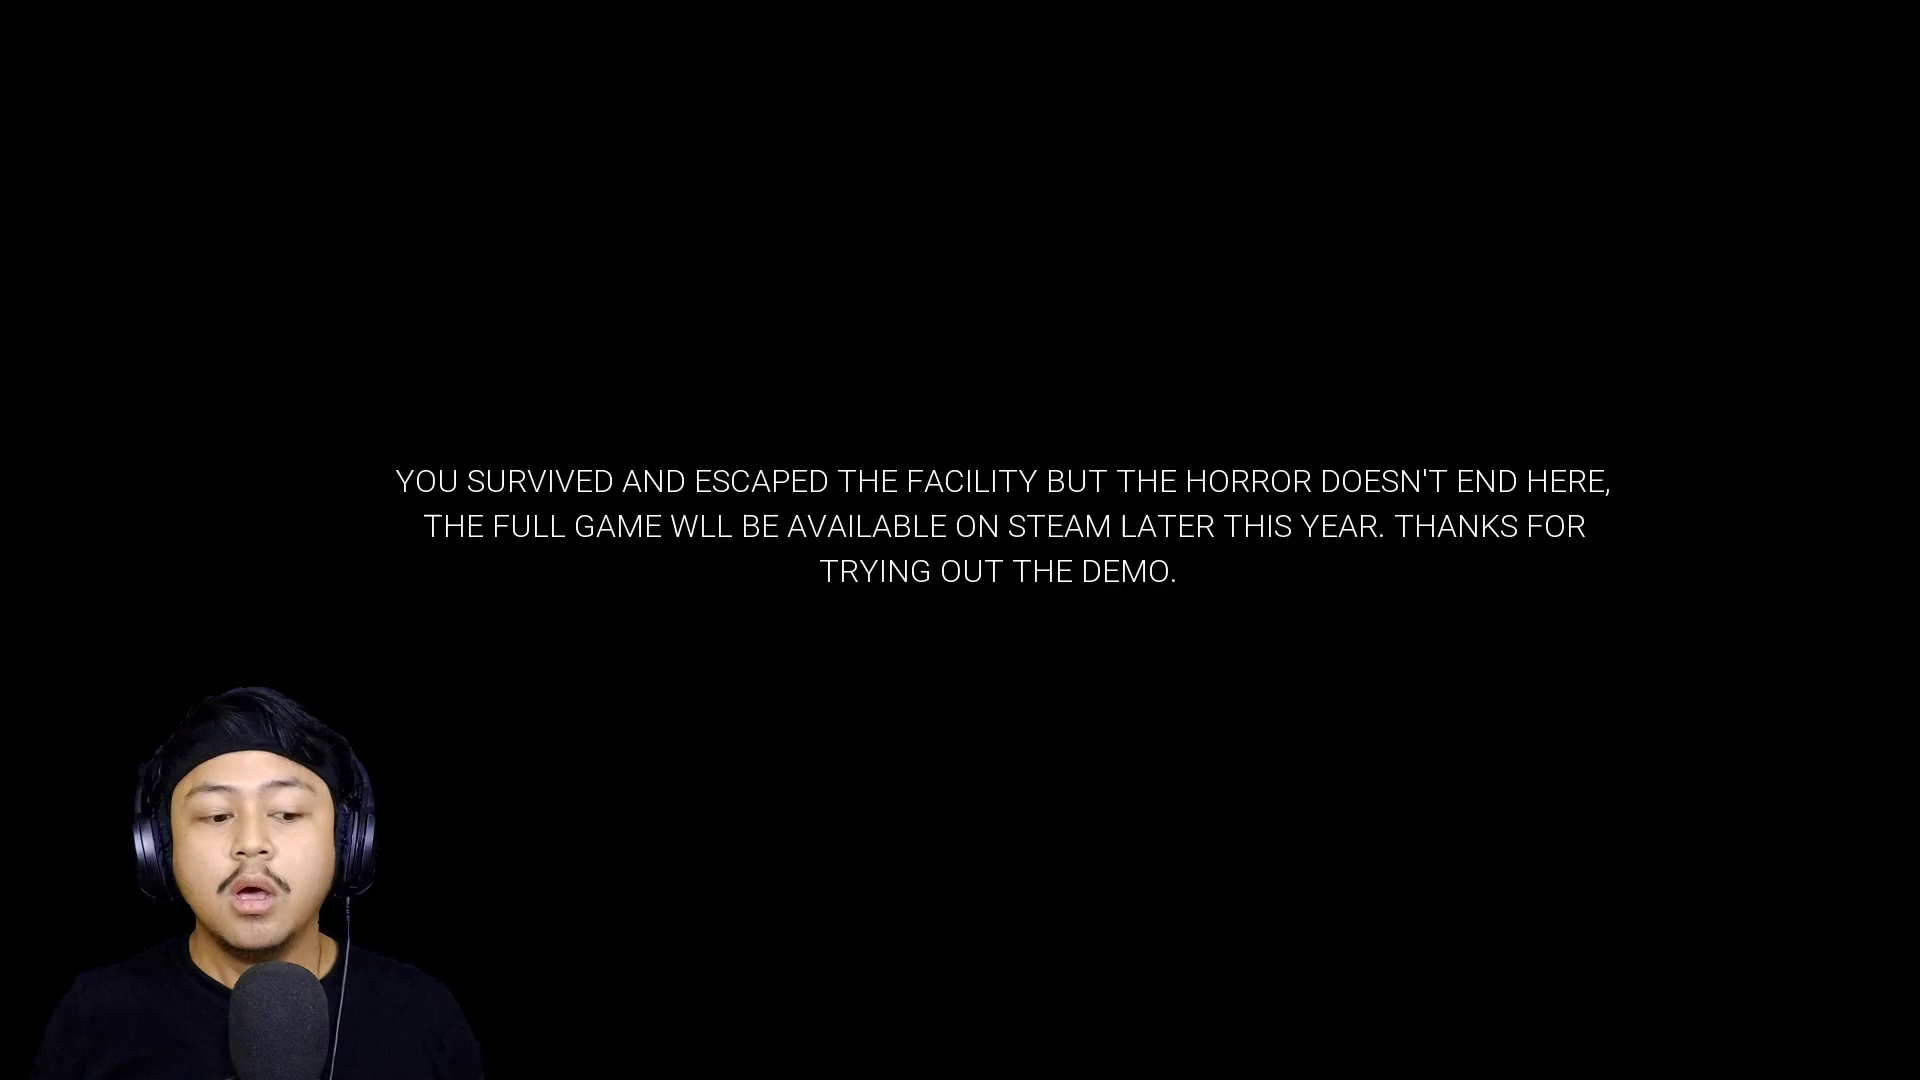 YOU SURVIVED AND ESCAPED THE FACILITY BUT THE HORROR DOESN'T END HERE,
THE FULL GAME WLL BE AVAILABLE ON STEAM LATER THIS YEAR. THANKS FOR
TRYING OUT THE DEMO.